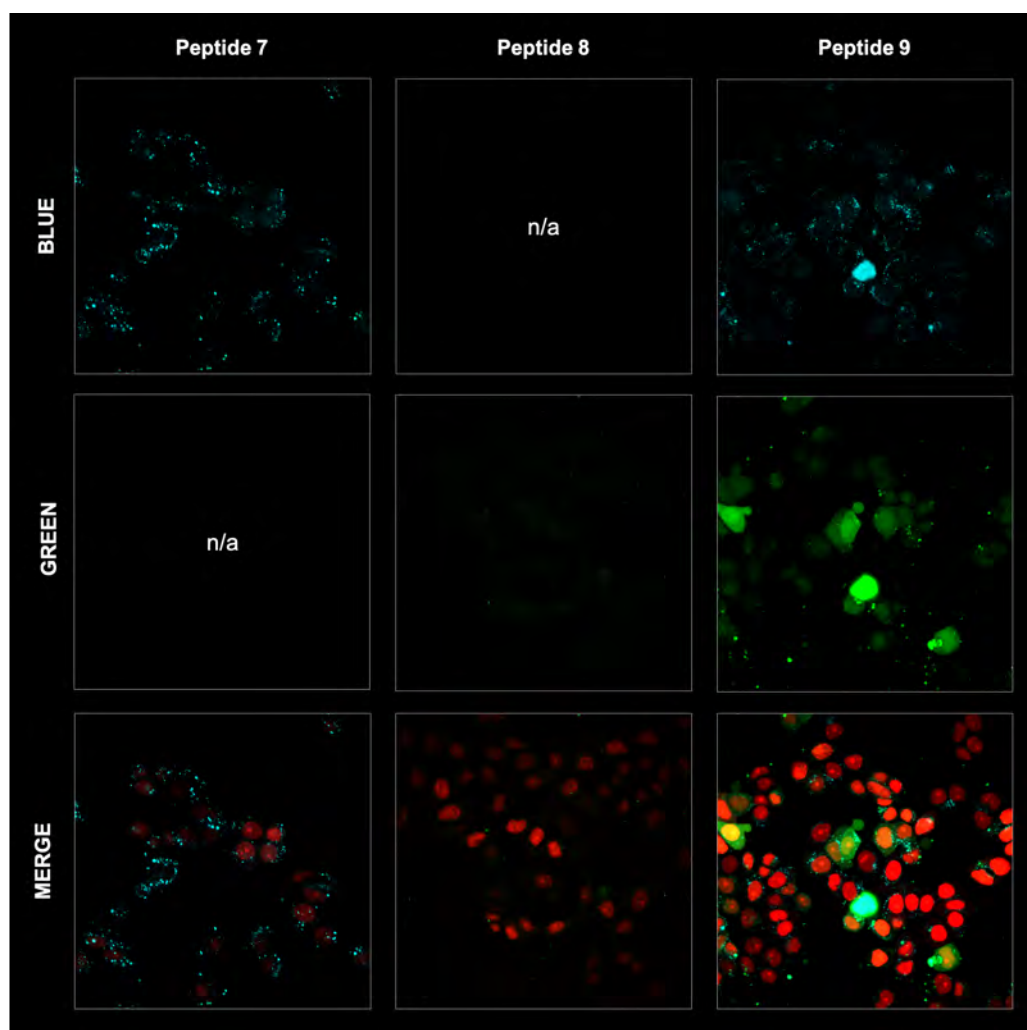 Peptide 7 Peptide 8 Peptide 9
BLUE
n/a
GREEN
n/a
MERGE